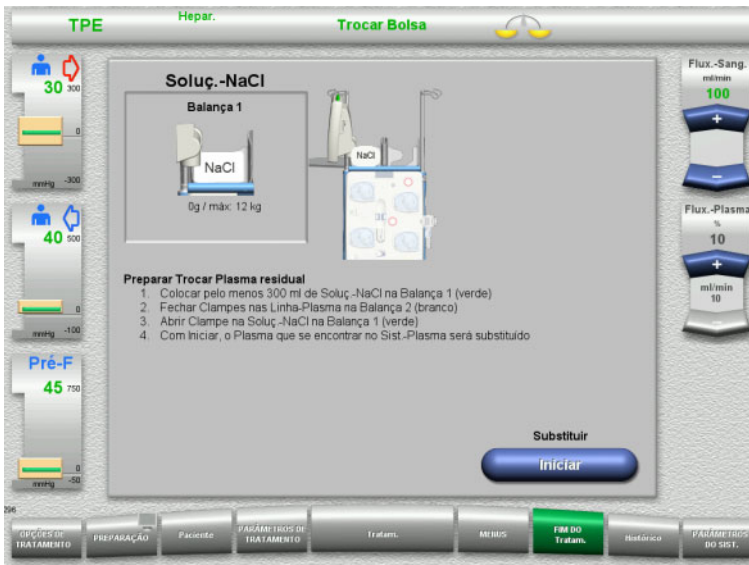 TPE
Hepar.
Trocar Bolsa
30 300
0
mmHg -300
40 500
0
mmHg -100
Pré-F
45 750
0
mmHg -50
296
Soluç.-NaCl
Balança 1
NaCl
0g / máx: 12 kg
NaCl
Preparar Trocar Plasma residual
1. Colocar pelo menos 300 ml de Soluç.-NaCl na Balança 1 (verde)
2. Fechar Clampes nas Linha-Plasma na Balança 2 (branco)
3. Abrir Clampe na Soluç.-NaCl na Balança 1 (verde)
4. Com Iniciar, o Plasma que se encontrar no Sist.-Plasma será substituído
Substituir
Iniciar
Flux.-Sang.
ml/min
100
+
–
Flux.-Plasma
%
10
+
ml/min
10
–
OPÇÕES DE
TRATAMENTO
PREPARAÇÃO
Paciente
PARÂMETROS DE
TRATAMENTO
Tratam.
MENUS
FIM DO
Tratam.
Histórico
PARÂMETROS
DO SIST.